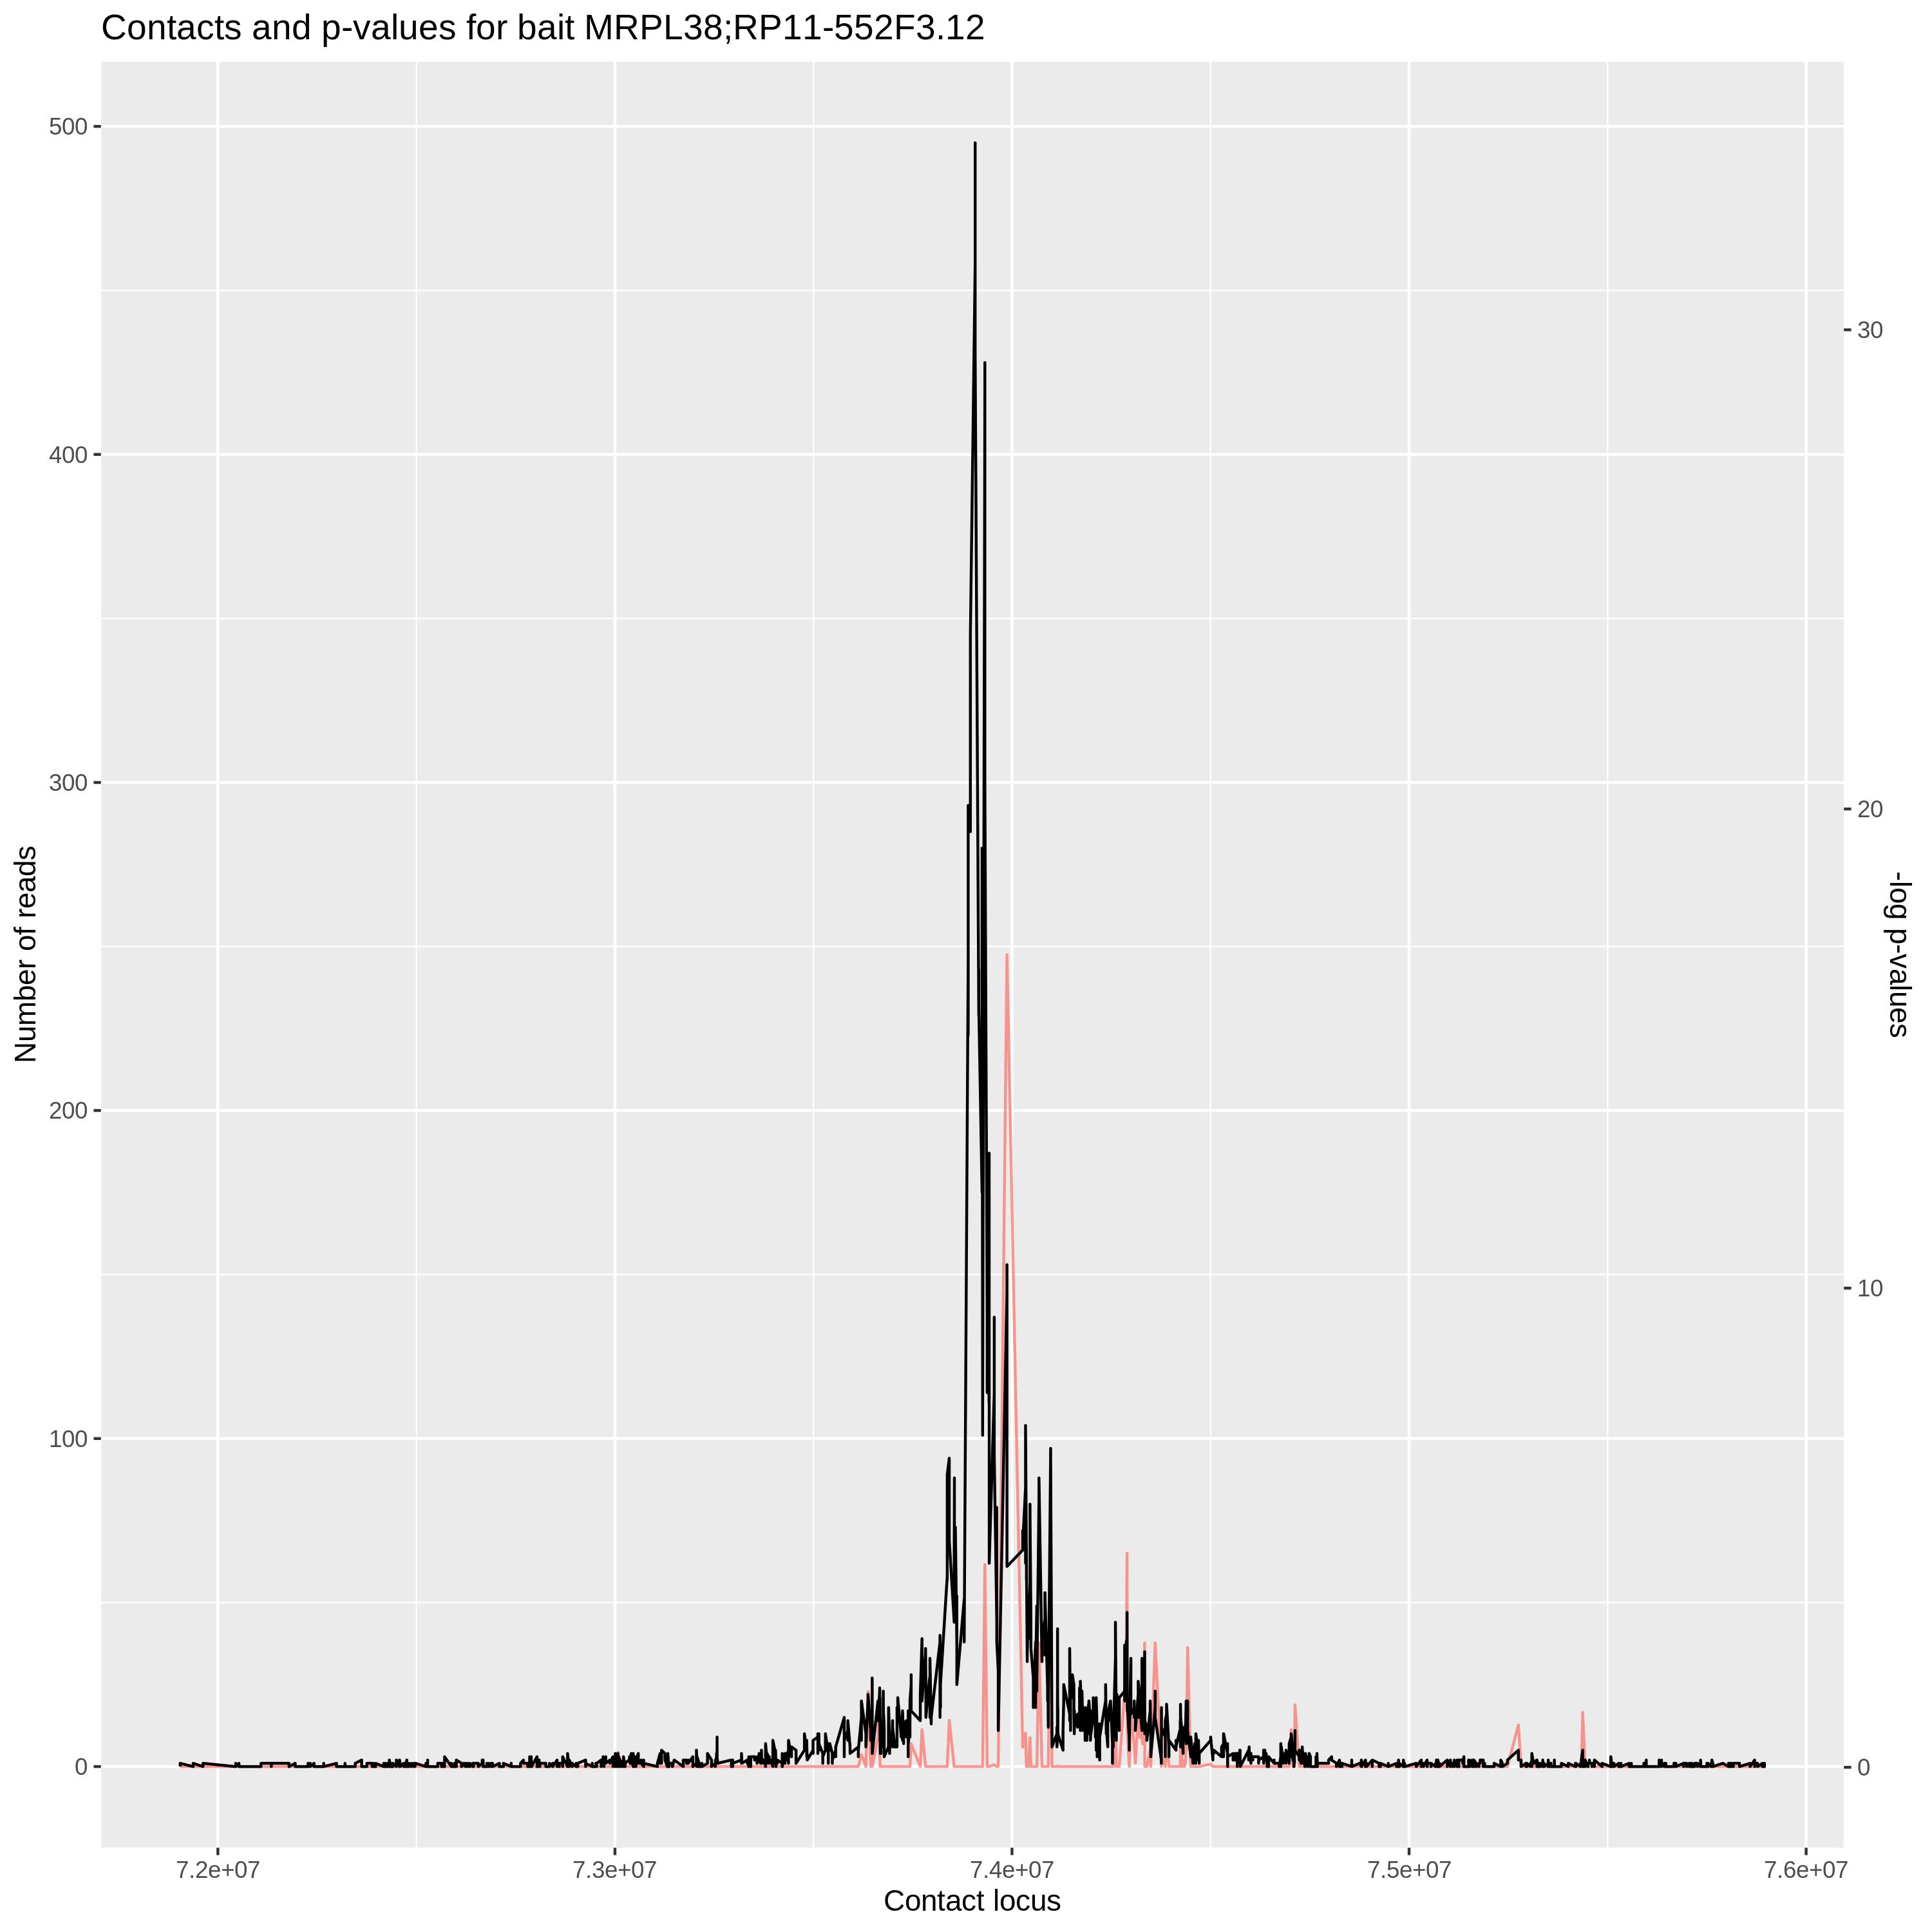 Contacts and p-values for bait MRPL38;RP11-552F3.12
500
400
300
200
100
0
Number of reads
30
20
10
0
-log p-values
7.2e+07 7.3e+07 7.4e+07 7.5e+07 7.6e+07
Contact locus